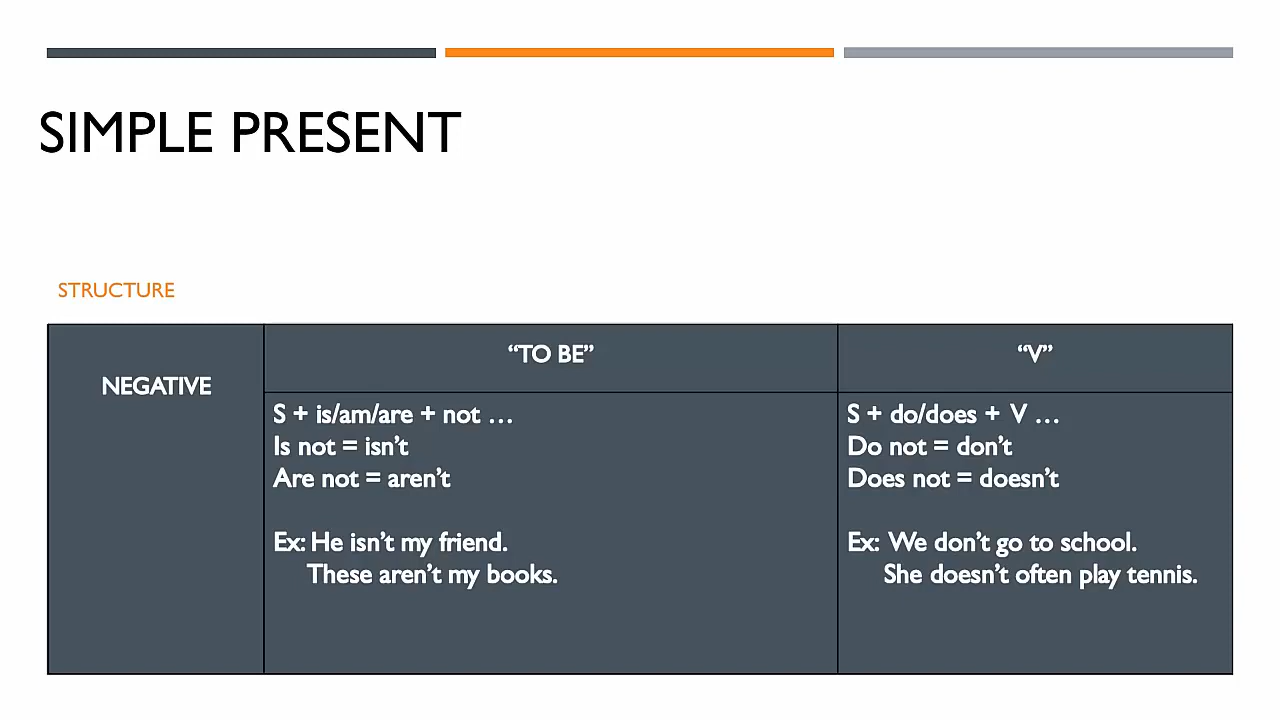 SIMPLE PRESENT
STRUCTURE
NEGATIVE
“TO BE”
“V”
S + is/am/are + not …
Is not = isn’t
Are not = aren’t
Ex: He isn’t my friend.
These aren’t my books.
S + do/does + V …
Do not = don’t
Does not = doesn’t
Ex: We don’t go to school.
She doesn’t often play tennis.